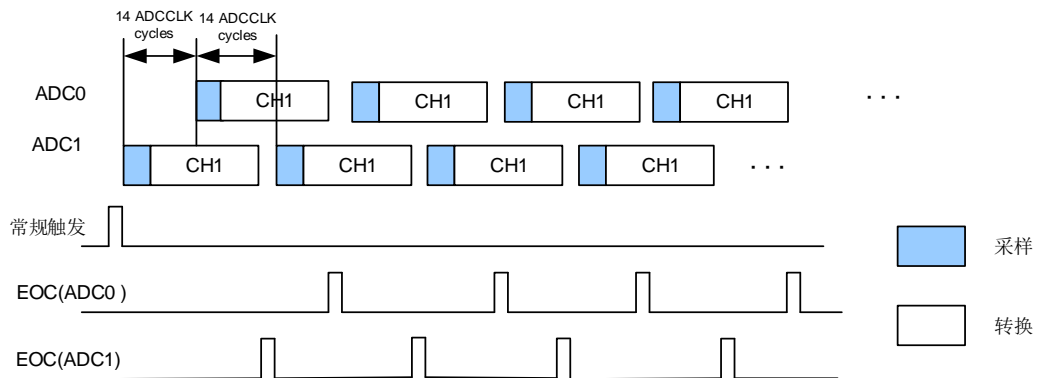 14 ADCCLK cycles
14 ADCCLK cycles
ADC0
CH1
CH1
CH1
CH1
. . .
ADC1
CH1
CH1
CH1
CH1
. . .
常规触发
采样
EOC(ADC0 )
转换
EOC(ADC1)